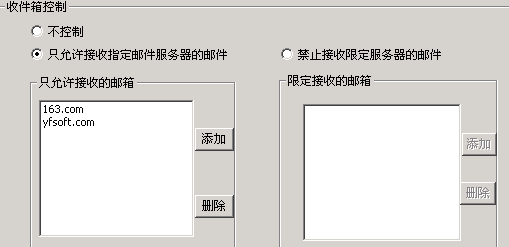 收件箱控制
不控制
只允许接收指定邮件服务器的邮件
禁止接收限定服务器的邮件
只允许接收的邮箱
限定接收的邮箱
163.com
yfsoft.com
添加
添加
删除
删除